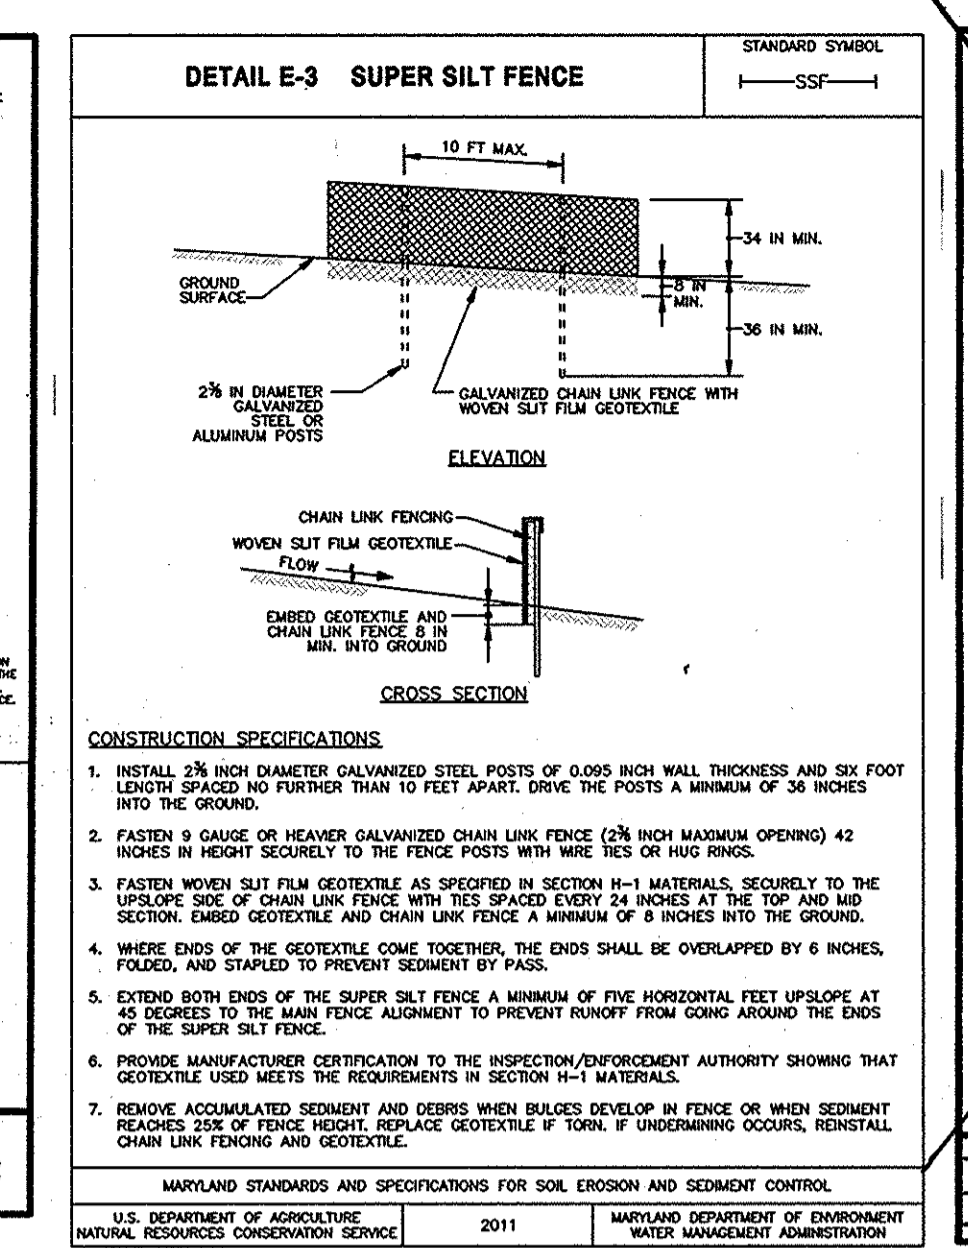 DETAIL E-3 SUPER SILT FENCE
STANDARD SYMBOL
SSF
10 FT MAX.
34 IN MIN.
GROUND
SURFACE
8 IN
MIN.
36 IN MIN.
2⅜ IN DIAMETER
GALVANIZED
STEEL OR
ALUMINUM POSTS
GALVANIZED CHAIN LINK FENCE WITH
WOVEN SLIT FILM GEOTEXTILE
ELEVATION
CHAIN LINK FENCING
WOVEN SLIT FILM GEOTEXTILE
FLOW
EMBED GEOTEXTILE AND
CHAIN LINK FENCE 8 IN
MIN. INTO GROUND
CROSS SECTION
CONSTRUCTION SPECIFICATIONS
1. INSTALL 2⅜ INCH DIAMETER GALVANIZED STEEL POSTS OF 0.095 INCH WALL THICKNESS AND SIX FOOT
LENGTH SPACED NO FURTHER THAN 10 FEET APART. DRIVE THE POSTS A MINIMUM OF 36 INCHES
INTO THE GROUND.
2. FASTEN 9 GAUGE OR HEAVIER GALVANIZED CHAIN LINK FENCE (2⅜ INCH MAXIMUM OPENING) 42
INCHES IN HEIGHT SECURELY TO THE FENCE POSTS WITH WIRE TIES OR HUG RINGS.
3. FASTEN WOVEN SLIT FILM GEOTEXTILE AS SPECIFIED IN SECTION H-1 MATERIALS, SECURELY TO THE
UPSLOPE SIDE OF CHAIN LINK FENCE WITH TIES SPACED EVERY 24 INCHES AT THE TOP AND MID
SECTION. EMBED GEOTEXTILE AND CHAIN LINK FENCE A MINIMUM OF 8 INCHES INTO THE GROUND.
4. WHERE ENDS OF THE GEOTEXTILE COME TOGETHER, THE ENDS SHALL BE OVERLAPPED BY 6 INCHES,
FOLDED, AND STAPLED TO PREVENT SEDIMENT BY PASS.
5. EXTEND BOTH ENDS OF THE SUPER SILT FENCE A MINIMUM OF FIVE HORIZONTAL FEET UPSLOPE AT
45 DEGREES TO THE MAIN FENCE ALIGNMENT TO PREVENT RUNOFF FROM GOING AROUND THE ENDS
OF THE SUPER SILT FENCE.
6. PROVIDE MANUFACTURER CERTIFICATION TO THE INSPECTION/ENFORCEMENT AUTHORITY SHOWING THAT
GEOTEXTILE USED MEETS THE REQUIREMENTS IN SECTION H-1 MATERIALS.
7. REMOVE ACCUMULATED SEDIMENT AND DEBRIS WHEN BULGES DEVELOP IN FENCE OR WHEN SEDIMENT
REACHES 25% OF FENCE HEIGHT. REPLACE GEOTEXTILE IF TORN. IF UNDERMINING OCCURS, REINSTALL
CHAIN LINK FENCING AND GEOTEXTILE.
MARYLAND STANDARDS AND SPECIFICATIONS FOR SOIL EROSION AND SEDIMENT CONTROL
U.S. DEPARTMENT OF AGRICULTURE
NATURAL RESOURCES CONSERVATION SERVICE
2011
MARYLAND DEPARTMENT OF ENVIRONMENT
WATER MANAGEMENT ADMINISTRATION